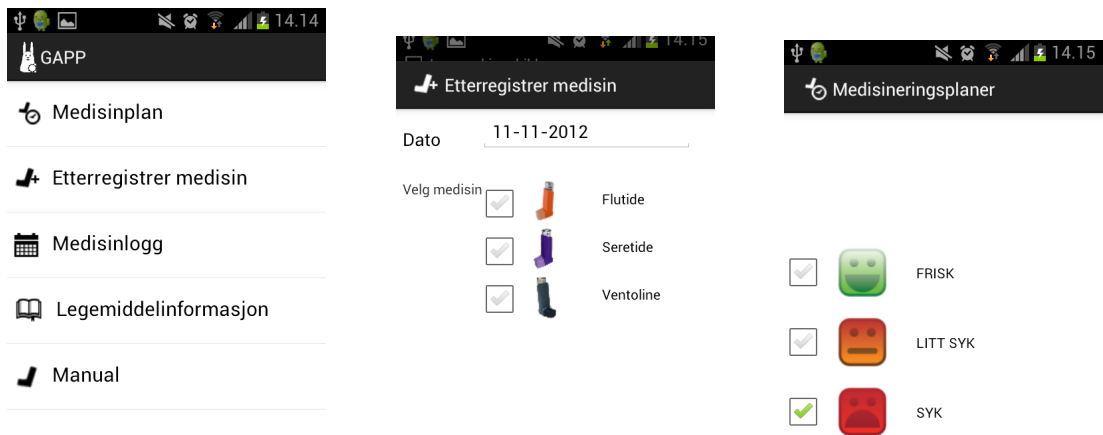 14.14
GAPP
Medisinplan
Etterregistrer medisin
Medisinlogg
Legemiddelinformasjon
Manual
14.15
Etterregistrer medisin
Dato 11-11-2012
Velg medisin
Flutide
Seretide
Ventoline
14.15
Medisineringsplaner
FRISK
LITT SYK
SYK